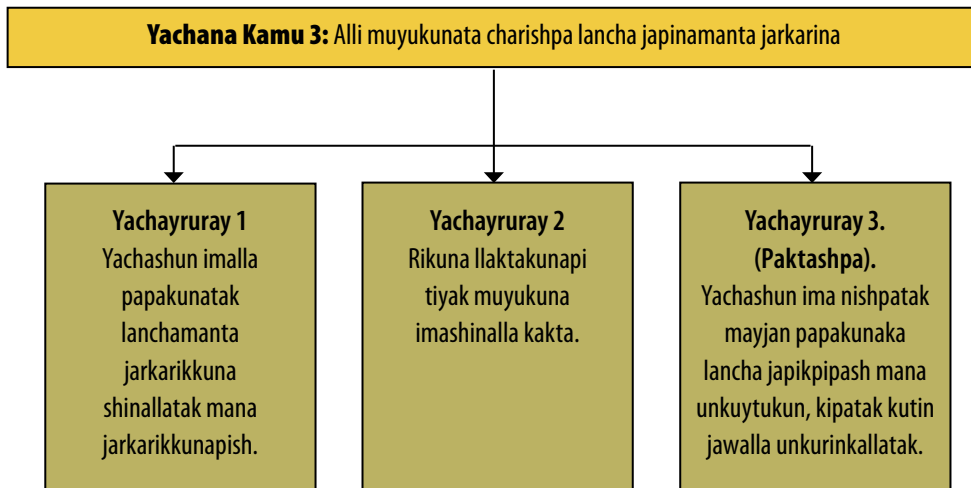 Yachana Kamu 3: Alli muyukunata charishpa lancha japinamanta jarkarina
Yachayruray 1
Yachashun imalla
papakunatak
lanchamanta
jarkarikkuna
shinallatak mana
jarkarikkunapish.
Yachayruray 2
Rikuna llaktakunapi
tiyak muyukuna
imashinalla kakta.
Yachayruray 3.
(Paktashpa).
Yachashun ima nishpatak
mayjan papakunaka
lancha japikpipash mana
unkuytukun, kipatak kutin
jawalla unkurinkallatak.